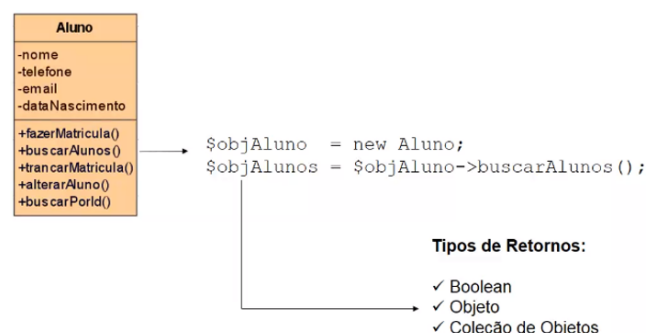 Aluno
-nome
-telefone
-email
-dataNascimento
+fazerMatricula()
+buscarAlunos()
+trancarMatricula()
+alterarAluno()
+buscarPorId()
$objAluno = new Aluno;
$objAlunos = $objAluno->buscarAlunos();
Tipos de Retornos:
✓ Boolean
✓ Objeto
✓ Coleção de Objetos